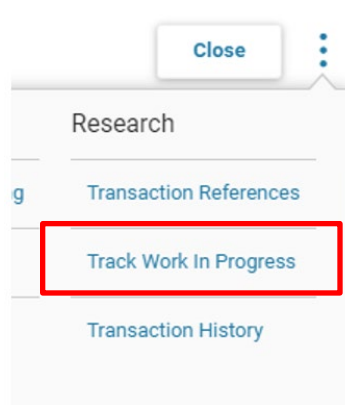 Close
Research
g
Transaction References
Track Work In Progress
Transaction History